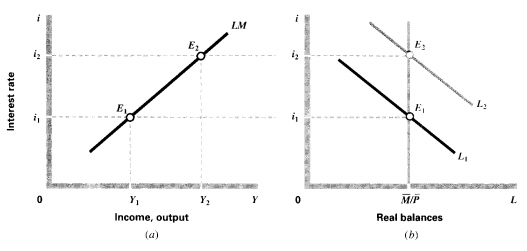 i
LM
i₂
E₂
i₁
E₁
Interest rate
0
Y₁
Y₂
Y
Income, output
(a)
i
i₂
E₂
L₂
i₁
E₁
L₁
0
M̅/P̅
L
Real balances
(b)